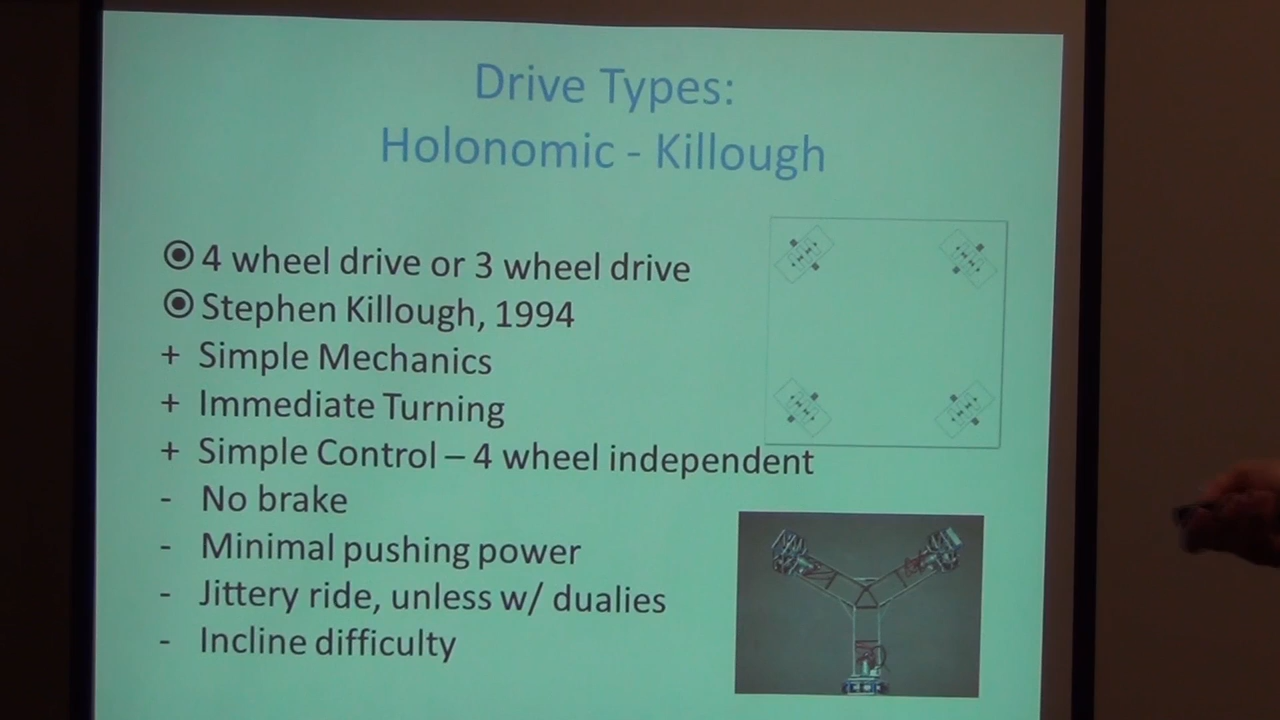 Drive Types:
Holonomic - Killough
4 wheel drive or 3 wheel drive
Stephen Killough, 1994
+ Simple Mechanics
+ Immediate Turning
+ Simple Control – 4 wheel independent
- No brake
- Minimal pushing power
- Jittery ride, unless w/ dualies
- Incline difficulty